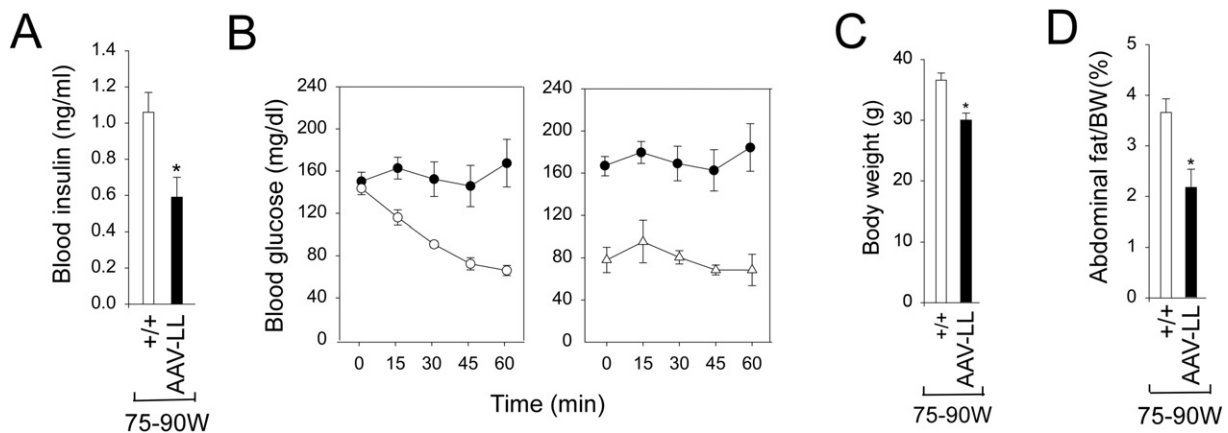 A
Blood insulin (ng/ml)
1.4
1.2
1.0
0.8
0.6
0.4
0.2
0.0
*
+/+
AAV-LL
75-90W
B
Blood glucose (mg/dl)
240
200
160
120
80
40
0
0 15 30 45 60
240
200
160
120
80
40
0
0 15 30 45 60
Time (min)
C
Body weight (g)
40
30
20
10
0
*
+/+
AAV-LL
75-90W
D
Abdominal fat/BW(%)
5
4
3
2
1
0
*
+/+
AAV-LL
75-90W